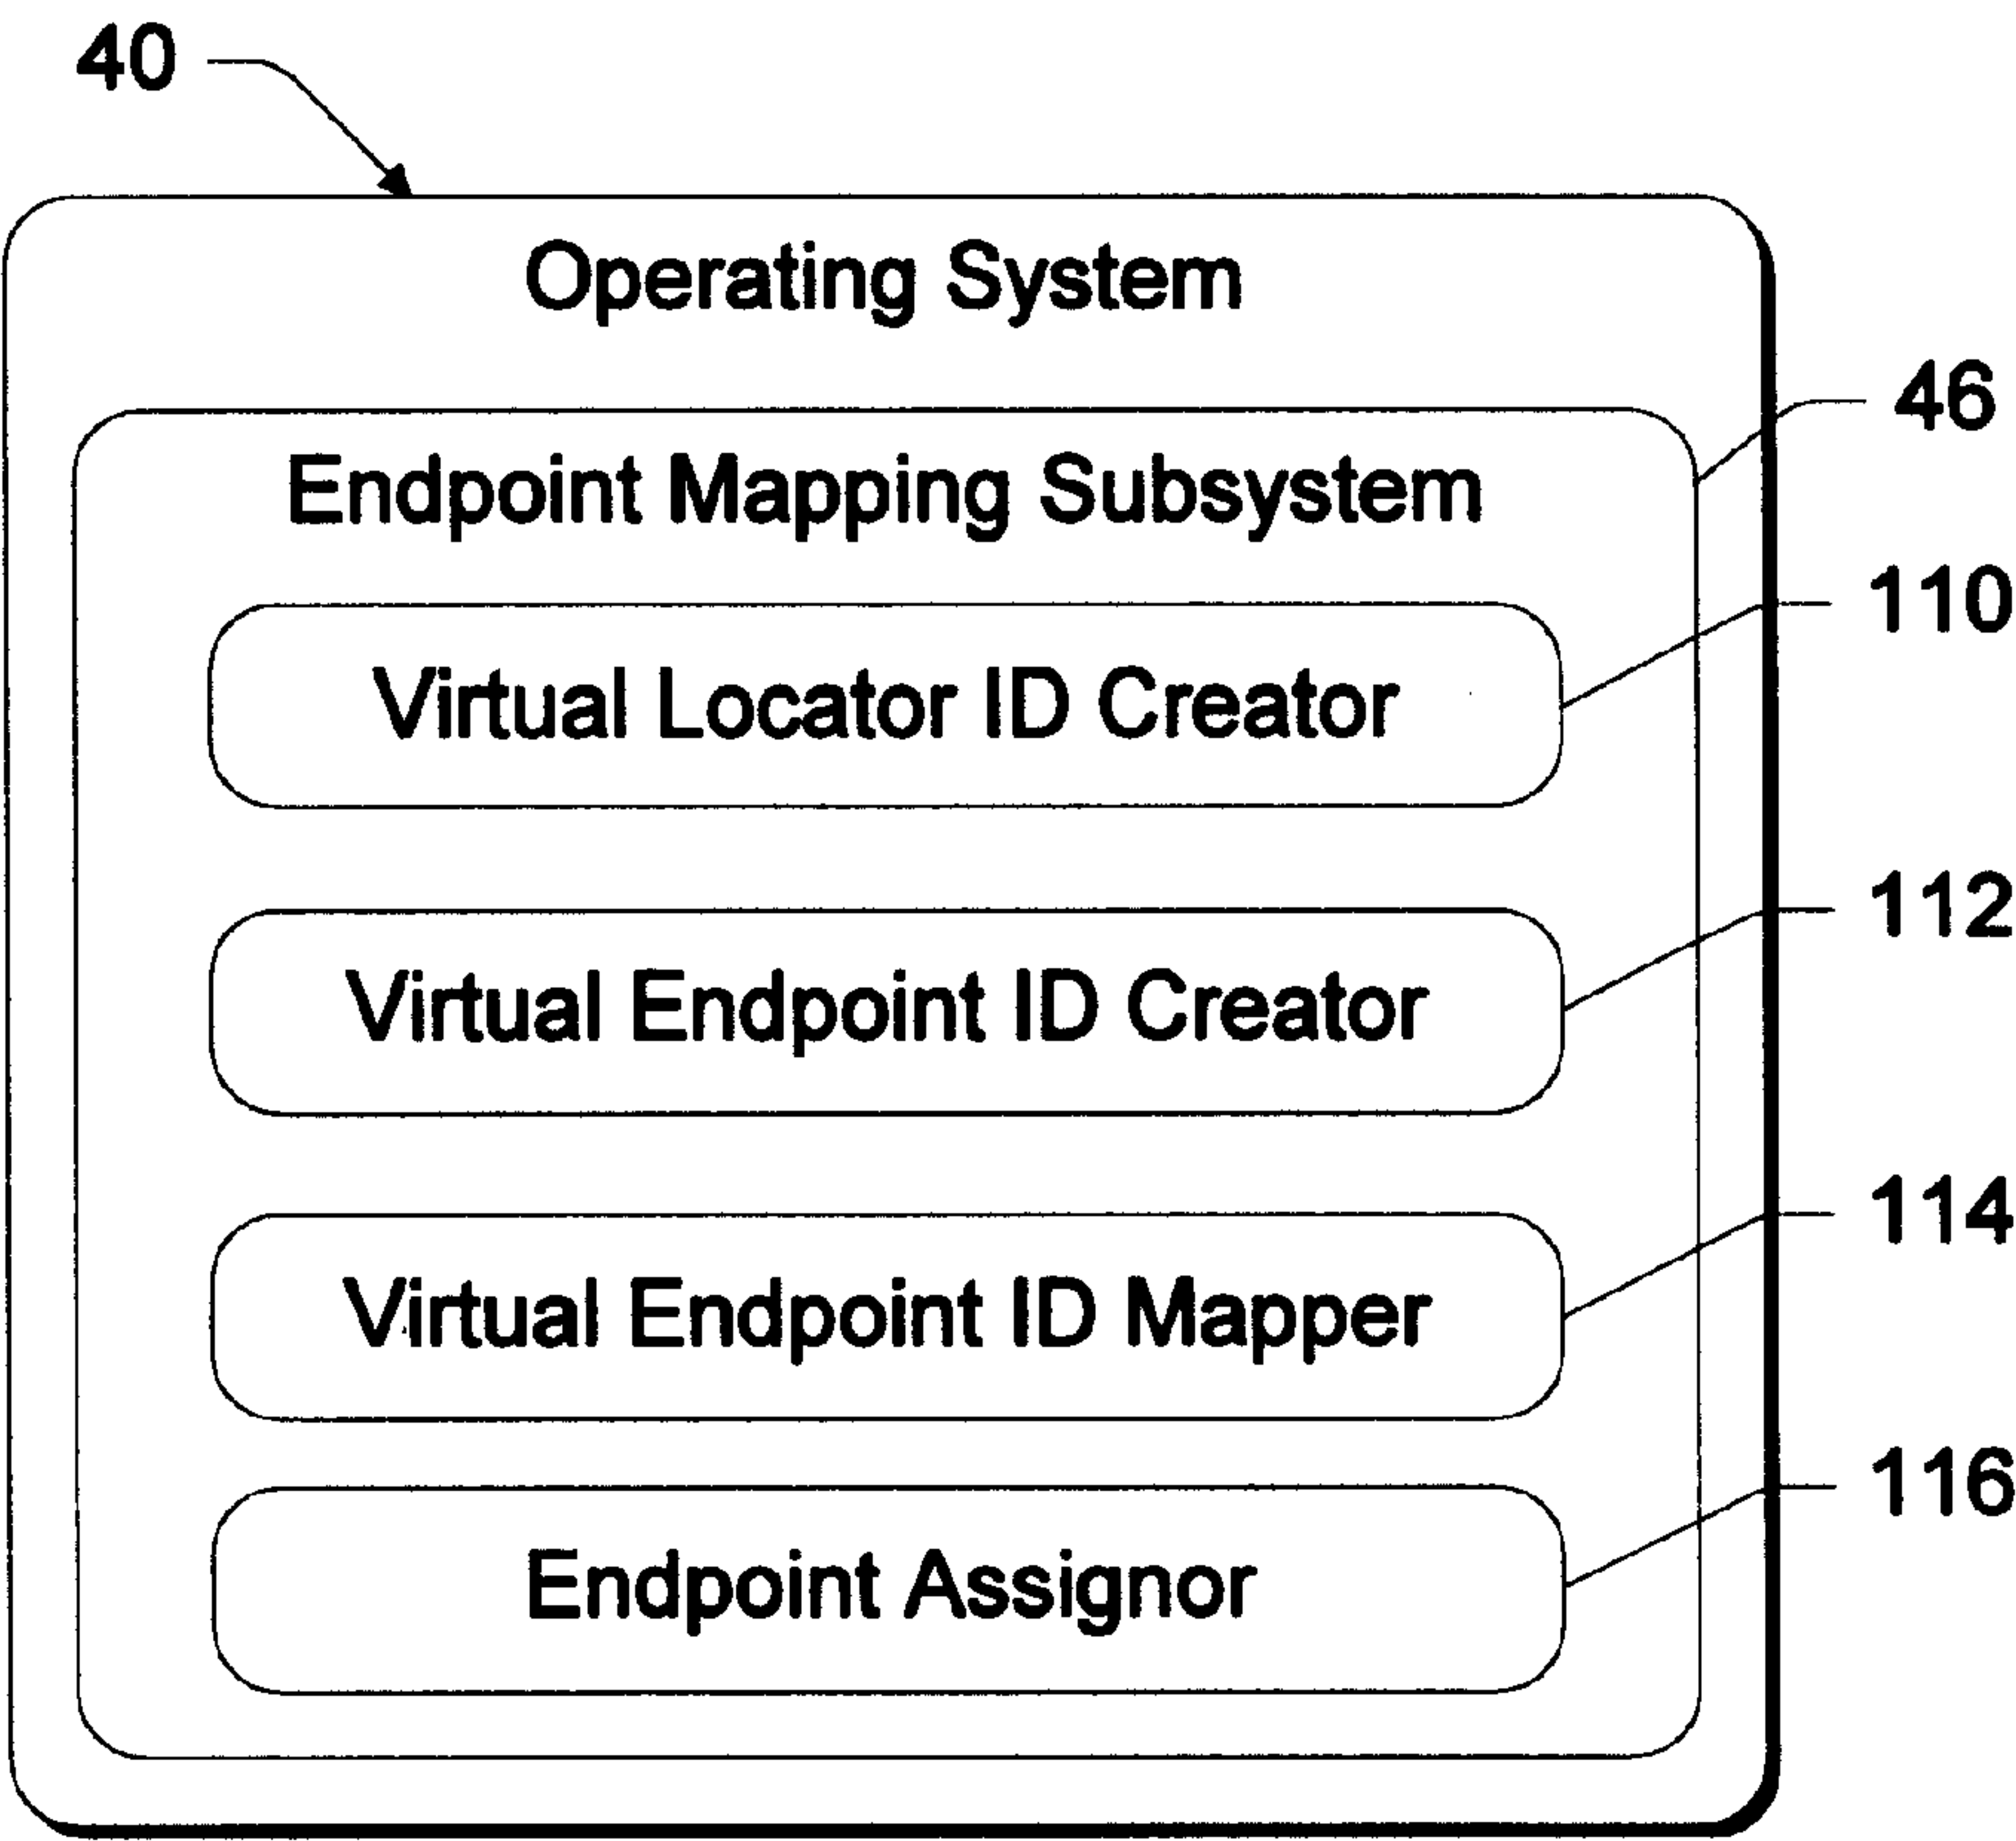 40
Operating System
46
Endpoint Mapping Subsystem
110
Virtual Locator ID Creator
112
Virtual Endpoint ID Creator
114
Virtual Endpoint ID Mapper
116
Endpoint Assignor